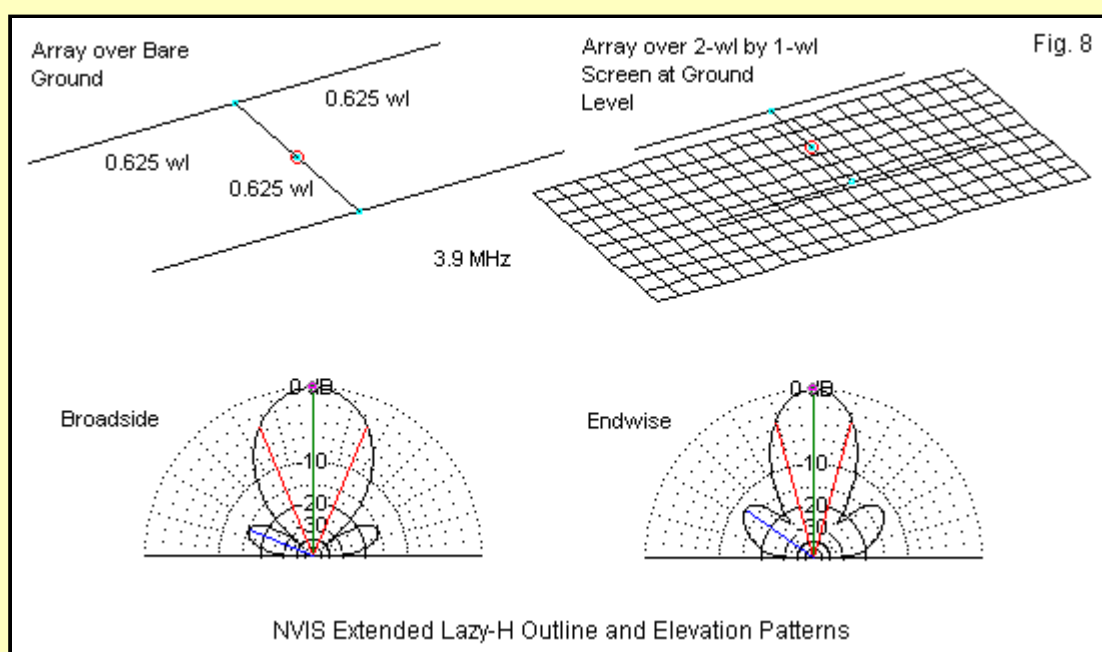 Array over Bare
Ground
0.625 wl
0.625 wl
0.625 wl
3.9 MHz
Array over 2-wl by 1-wl
Screen at Ground
Level
Fig. 8
Broadside
0 dB
-10
-20
-30
Endwise
0 dB
-10
-20
-30
NVIS Extended Lazy-H Outline and Elevation Patterns